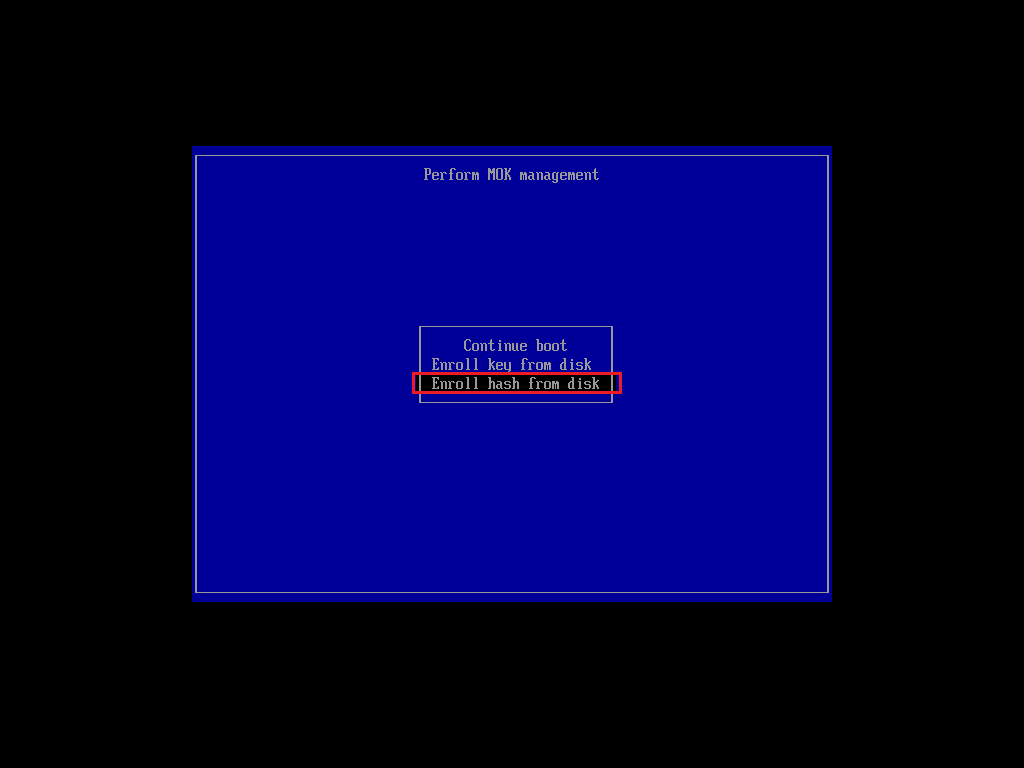 Perform MOK management
Continue boot
Enroll key from disk
Enroll hash from disk